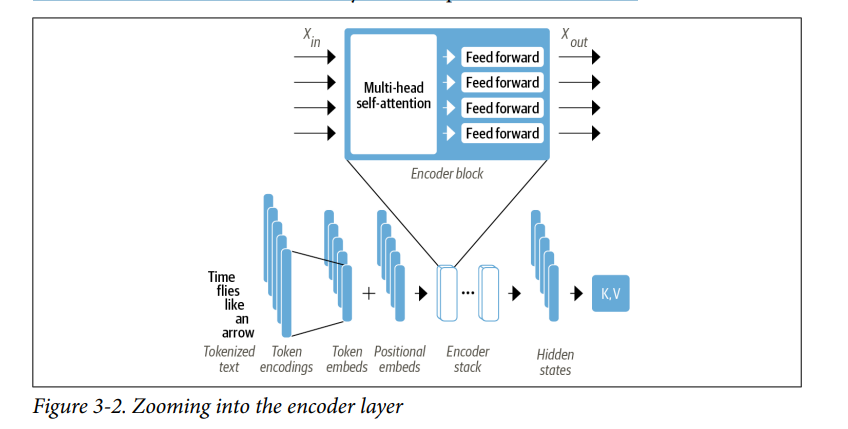 X in
X out
Feed forward
Feed forward
Multi-head
self-attention
Feed forward
Feed forward
Encoder block
Time
flies
like
an
arrow
+
...
K,V
Tokenized
text
Token
encodings
Token
embeds
Positional
embeds
Encoder
stack
Hidden
states
Figure 3-2. Zooming into the encoder layer